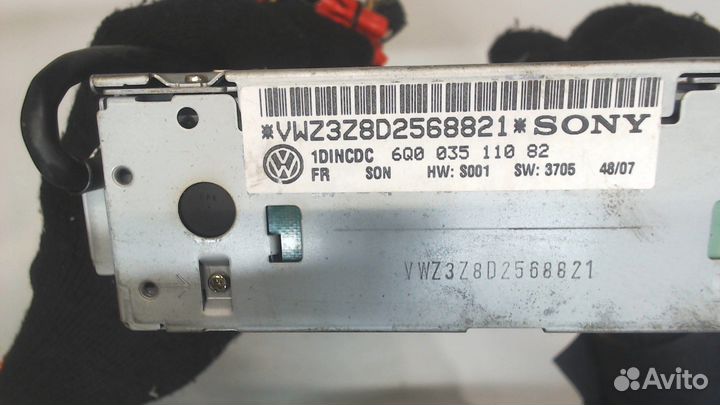 *VWZ3Z8D2568821* SONY
1DINCDC 6Q0 035 110 82
FR SON HW: S001 SW: 3705 48/07
VWZ3Z8D2568821
Avito